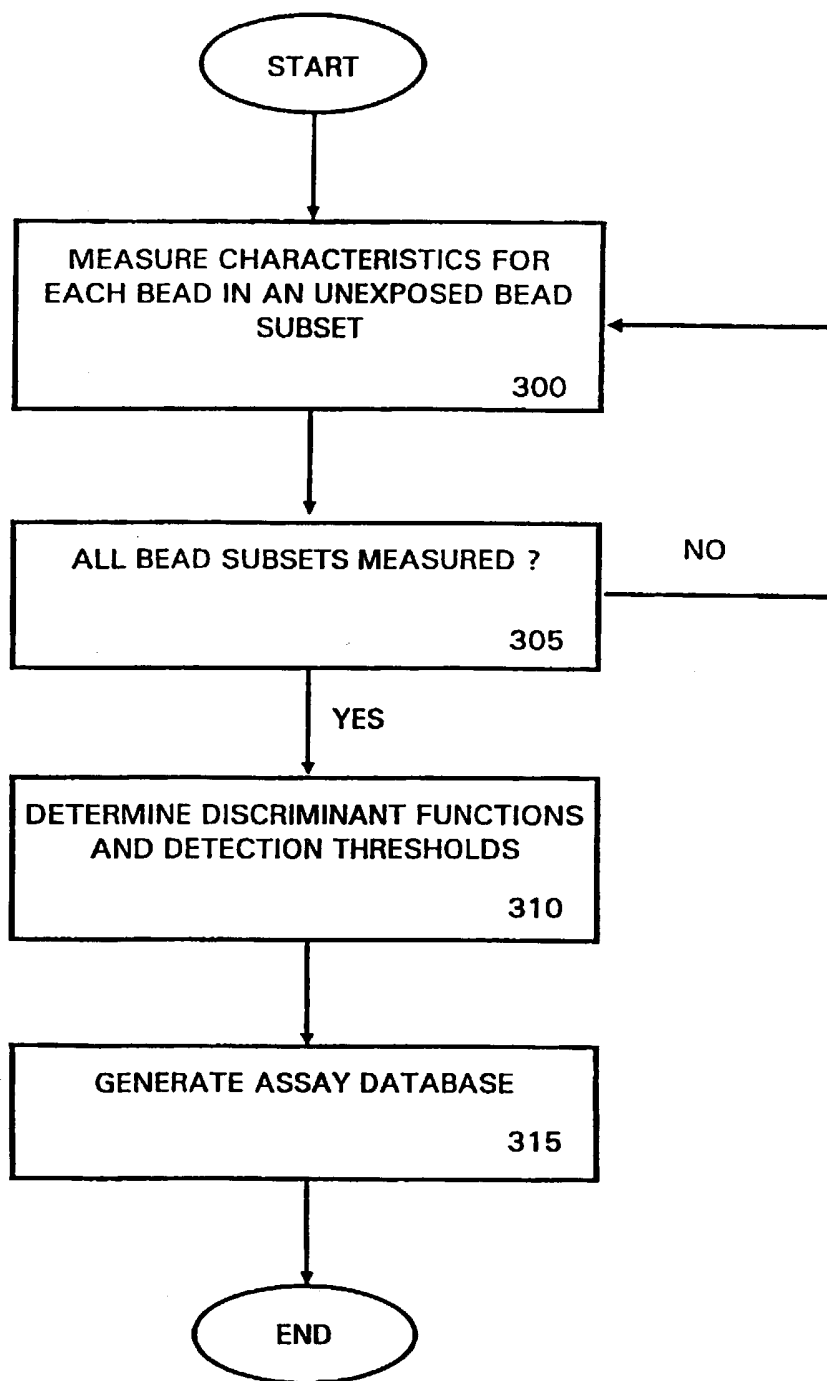 START
MEASURE CHARACTERISTICS FOR
EACH BEAD IN AN UNEXPOSED BEAD
SUBSET
300
ALL BEAD SUBSETS MEASURED ?
NO
305
YES
DETERMINE DISCRIMINANT FUNCTIONS
AND DETECTION THRESHOLDS
310
GENERATE ASSAY DATABASE
315
END